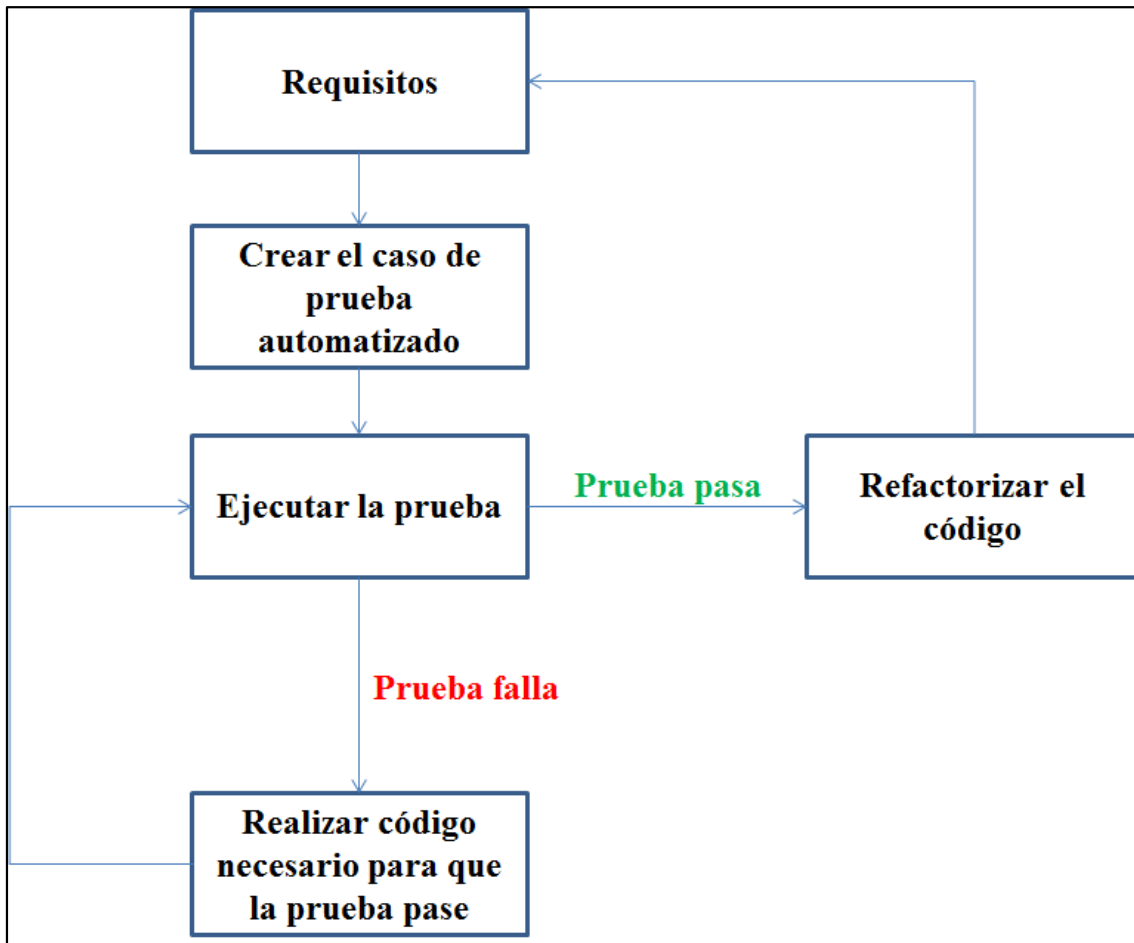 Requisitos
Crear el caso de
prueba
automatizado
Ejecutar la prueba
Prueba pasa
Refactorizar el
código
Prueba falla
Realizar código
necesario para que
la prueba pase